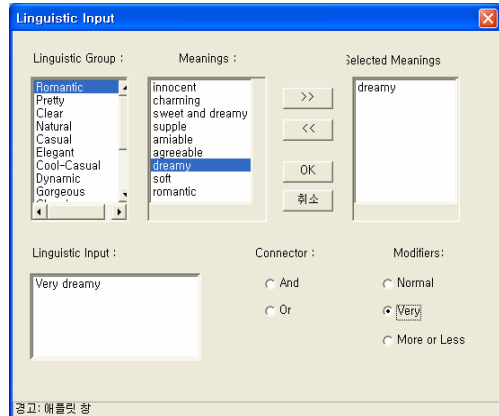 Linguistic Input
Linguistic Group :
Meanings :
Selected Meanings
Romantic
Pretty
Clear
Natural
Casual
Elegant
Cool-Casual
Dynamic
Gorgeous
innocent
charming
sweet and dreamy
supple
amiable
agreeable
dreamy
soft
romantic
>>
<<
OK
취소
dreamy
Linguistic Input :
Connector :
Modifiers:
Very dreamy
And
Or
Normal
Very
More or Less
경고: 애플릿 창